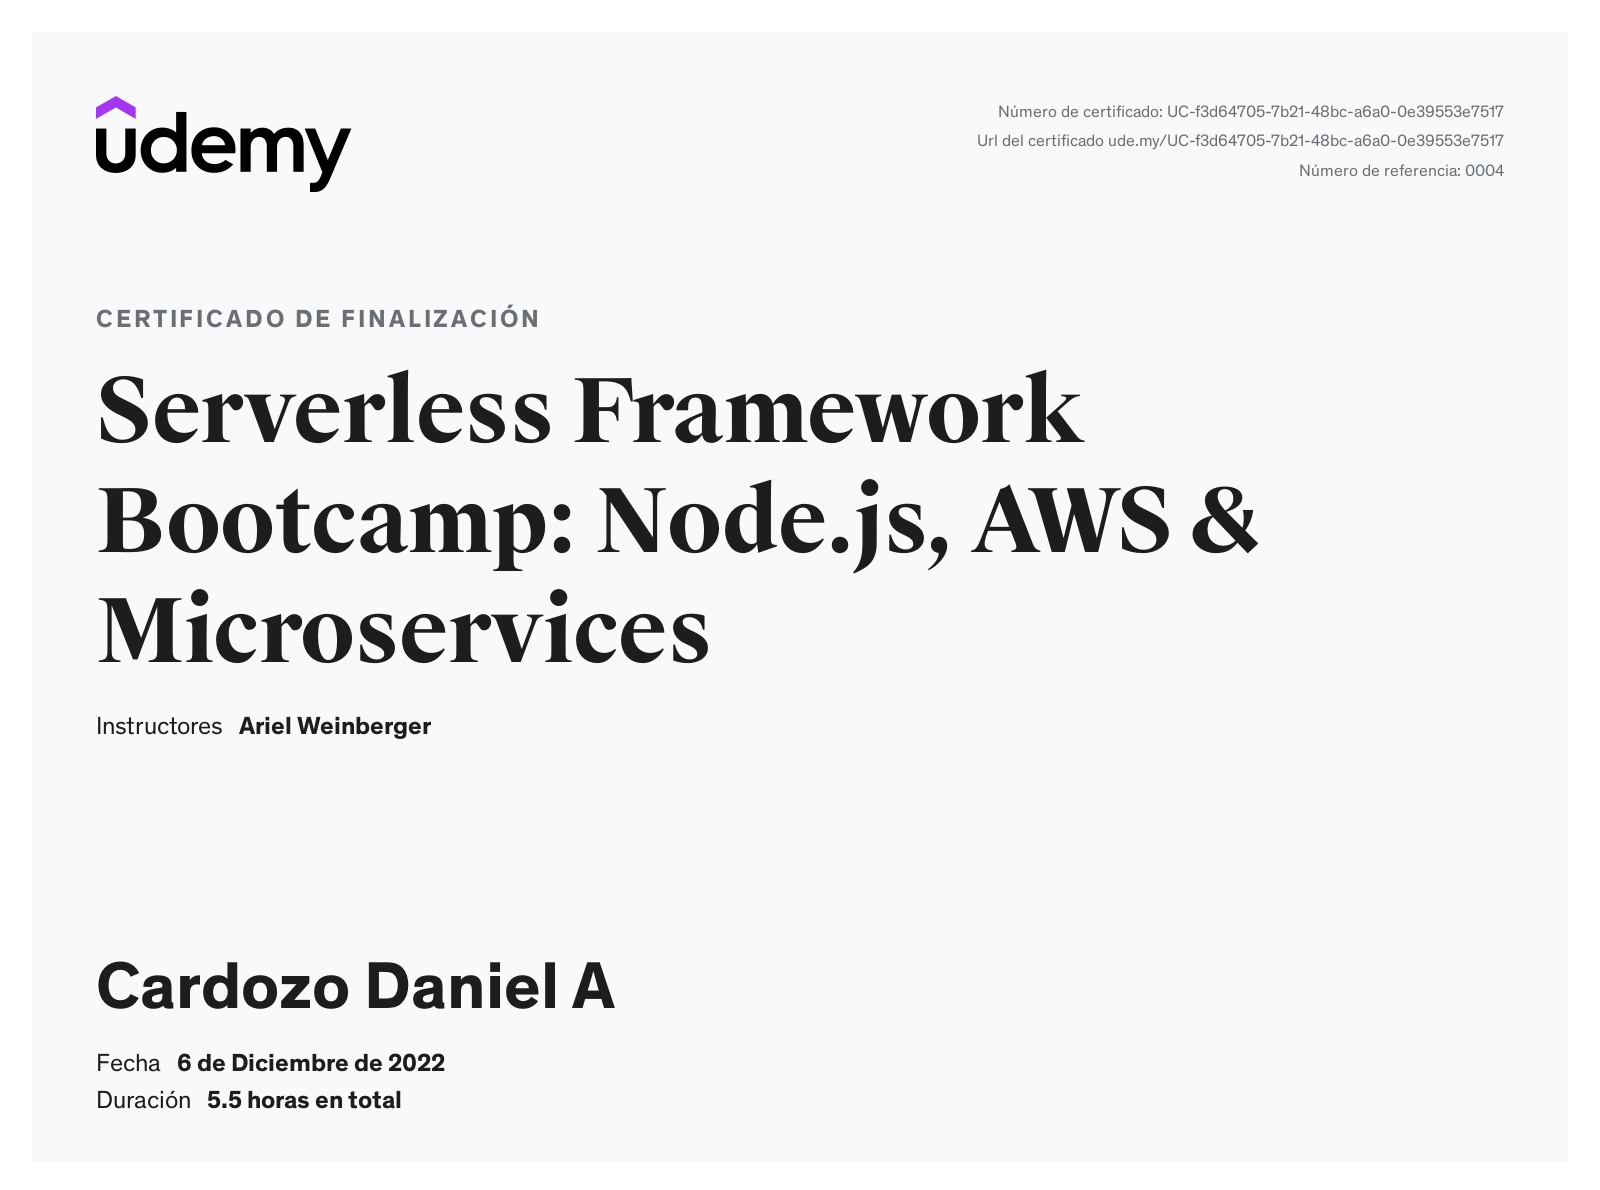 udemy
Número de certificado: UC-f3d64705-7b21-48bc-a6a0-0e39553e7517
Url del certificado ude.my/UC-f3d64705-7b21-48bc-a6a0-0e39553e7517
Número de referencia: 0004
CERTIFICADO DE FINALIZACIÓN
Serverless Framework
Bootcamp: Node.js, AWS &
Microservices
Instructores Ariel Weinberger
Cardozo Daniel A
Fecha 6 de Diciembre de 2022
Duración 5.5 horas en total